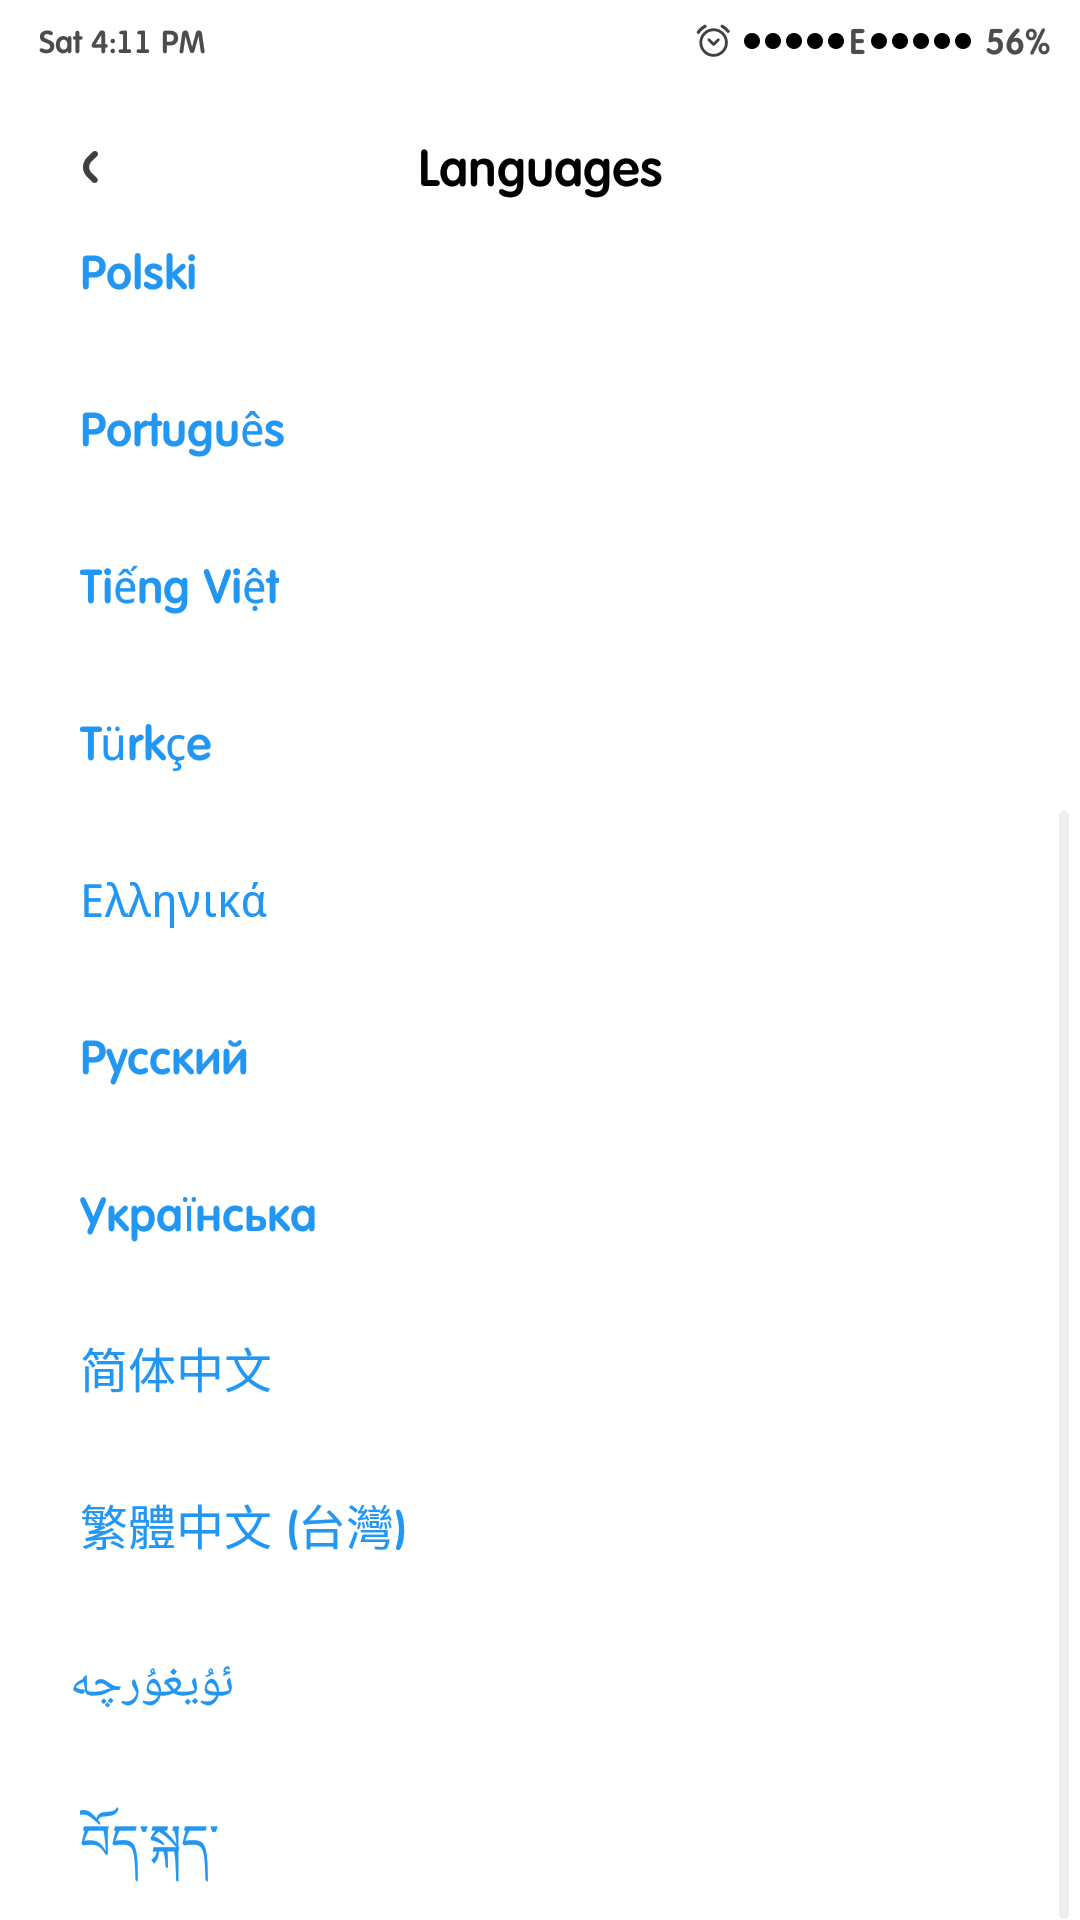 Sat 4:11 PM
E 56%
Languages
Polski
Português
Tiếng Việt
Türkçe
Ελληνικά
Русский
Українська
简体中文
繁體中文 (台灣)
ئۇيغۇرچە
བོད་སྐད་